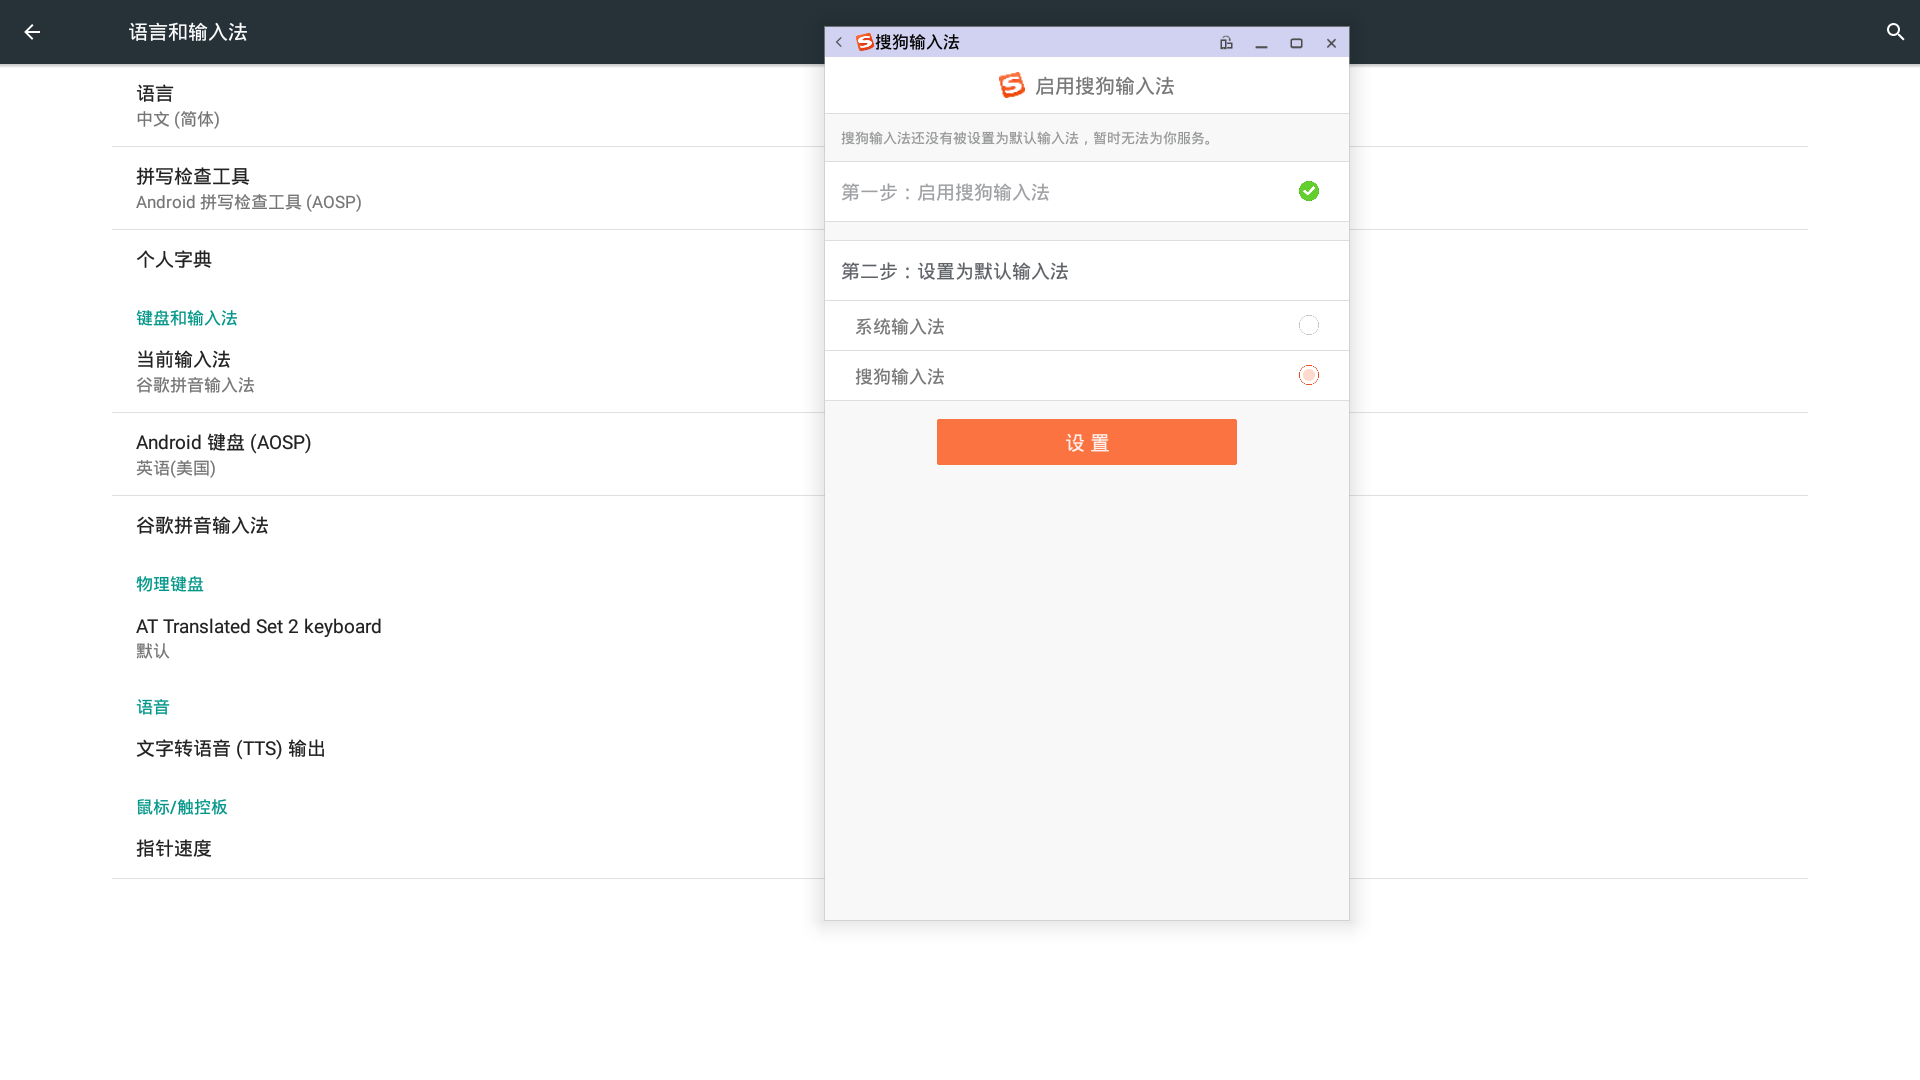 语言和输入法
语言
中文 (简体)
拼写检查工具
Android 拼写检查工具 (AOSP)
个人字典
键盘和输入法
当前输入法
谷歌拼音输入法
Android 键盘 (AOSP)
英语(美国)
谷歌拼音输入法
物理键盘
AT Translated Set 2 keyboard
默认
语音
文字转语音 (TTS) 输出
鼠标/触控板
指针速度
搜狗输入法
启用搜狗输入法
搜狗输入法还没有被设置为默认输入法，暂时无法为你服务。
第一步：启用搜狗输入法
第二步：设置为默认输入法
系统输入法
搜狗输入法
设 置